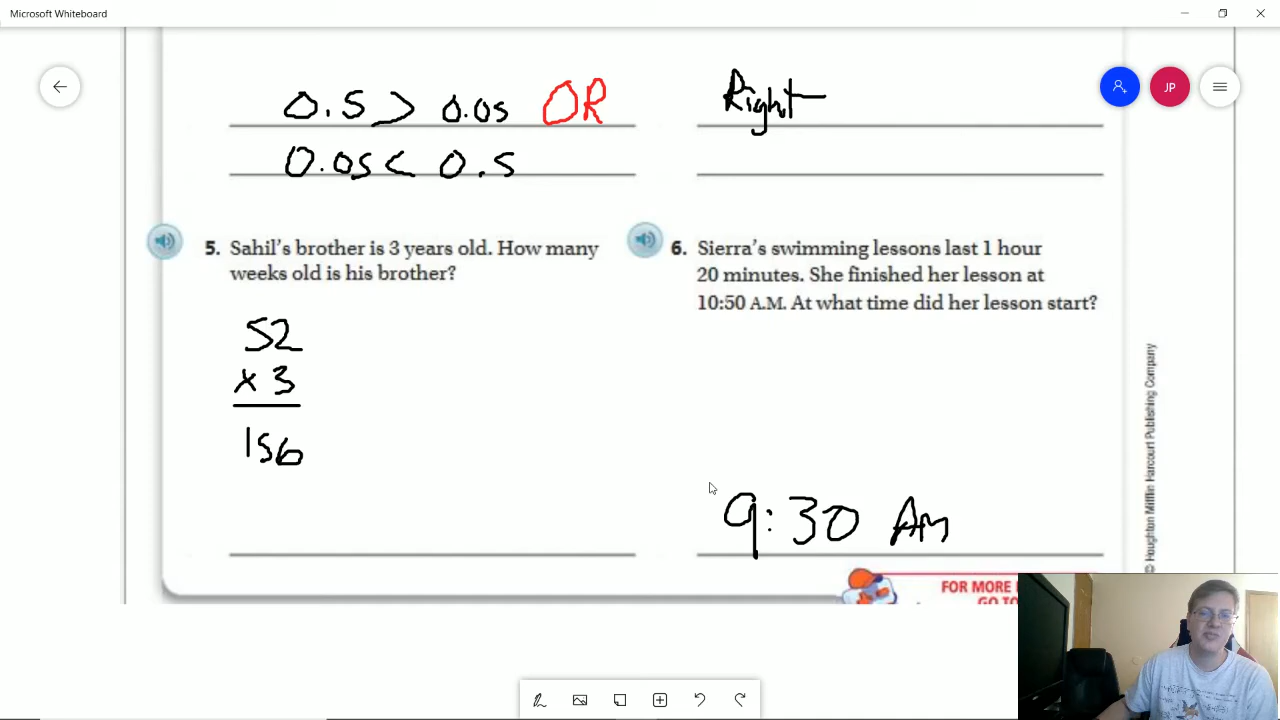 Microsoft Whiteboard
JP
0.5 > 0.05 OR
0.05 < 0.5
Right
5. Sahil's brother is 3 years old. How many
weeks old is his brother?
52
x 3
156
6. Sierra's swimming lessons last 1 hour
20 minutes. She finished her lesson at
10:50 A.M. At what time did her lesson start?
9:30 Am
© Houghton Mifflin Harcourt Publishing Company
FOR MORE
GO TO